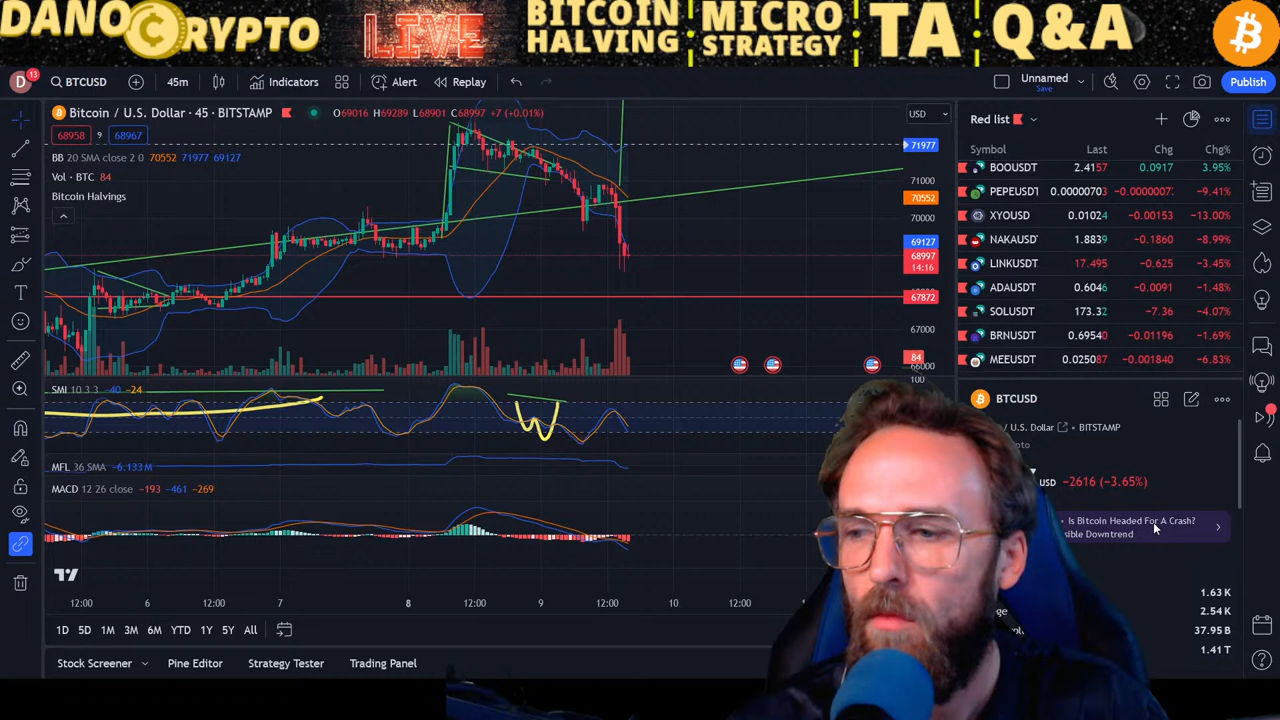 DANO CRYPTO
LIVE
BITCOIN
HALVING
MICRO
STRATEGY
TA
Q&A
D
13
BTCUSD
45m
Indicators
Alert
Replay
Unnamed
Save
Publish
Bitcoin / U.S. Dollar · 45 · BITSTAMP
O69016 H69289 L68901 C68997 +7 (+0.01%)
68958 9 68967
BB 20 SMA close 2 0 70552 71977 69127
Vol · BTC 84
Bitcoin Halvings
USD
71977
71000
70552
70000
69127
68997
14:16
67872
67000
84
66000
100
SMI 10 3 3 −40 −24
MFL 36 SMA −6.133M
MACD 12 26 close −193 −461 −269
12:00 6 12:00 7 8 12:00 9 12:00 10 12:00
1D 5D 1M 3M 6M YTD 1Y 5Y All
Stock Screener
Pine Editor
Strategy Tester
Trading Panel
Red list
Symbol Last Chg Chg%
BOOUSDT 2.4157 0.0917 3.95%
PEPEUSDT 0.00000703 −0.00000073 −9.41%
XYOUSD 0.01024 −0.00153 −13.00%
NAKAUSDT 1.8839 −0.1860 −8.99%
LINKUSDT 17.495 −0.625 −3.45%
ADAUSDT 0.6046 −0.0091 −1.48%
SOLUSDT 173.32 −7.36 −4.07%
BRNUSDT 0.69540 −0.01196 −1.69%
MEEUSDT 0.025087 −0.001840 −6.83%
BTCUSD
/ U.S. Dollar • BITSTAMP
USD −2616 (−3.65%)
Is Bitcoin Headed For A Crash?
sible Downtrend
1.63 K
2.54 K
37.95 B
1.41 T